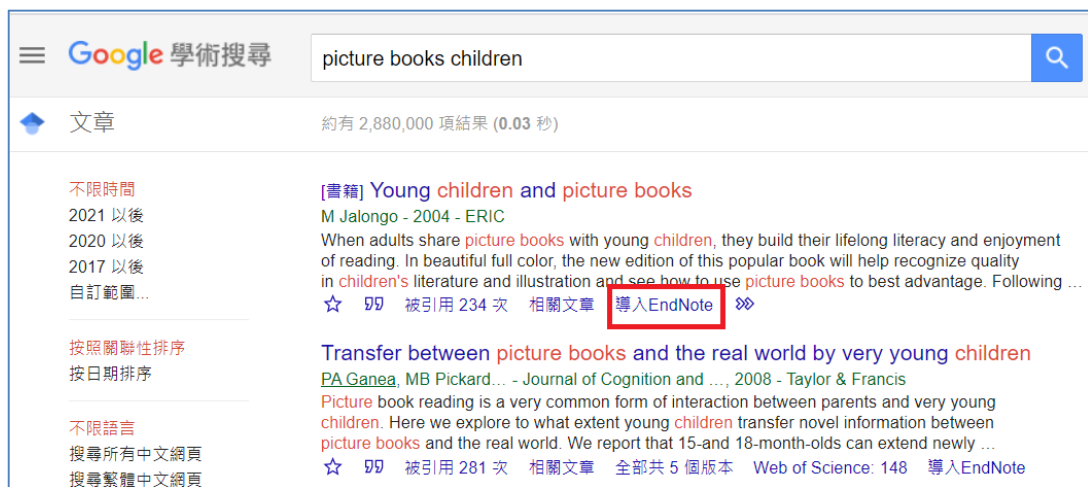 Google 學術搜尋
picture books children
文章
約有 2,880,000 項結果 (0.03 秒)
不限時間
2021 以後
2020 以後
2017 以後
自訂範圍...
按照關聯性排序
按日期排序
不限語言
搜尋所有中文網頁
搜尋繁體中文網頁
[書籍] Young children and picture books
M Jalongo - 2004 - ERIC
When adults share picture books with young children, they build their lifelong literacy and enjoyment
of reading. In beautiful full color, the new edition of this popular book will help recognize quality
in children's literature and illustration and see how to use picture books to best advantage. Following ...
被引用 234 次 相關文章 導入EndNote
Transfer between picture books and the real world by very young children
PA Ganea, MB Pickard... - Journal of Cognition and ..., 2008 - Taylor & Francis
Picture book reading is a very common form of interaction between parents and very young
children. Here we explore to what extent young children transfer novel information between
picture books and the real world. We report that 15-and 18-month-olds can extend newly ...
被引用 281 次 相關文章 全部共 5 個版本 Web of Science: 148 導入EndNote